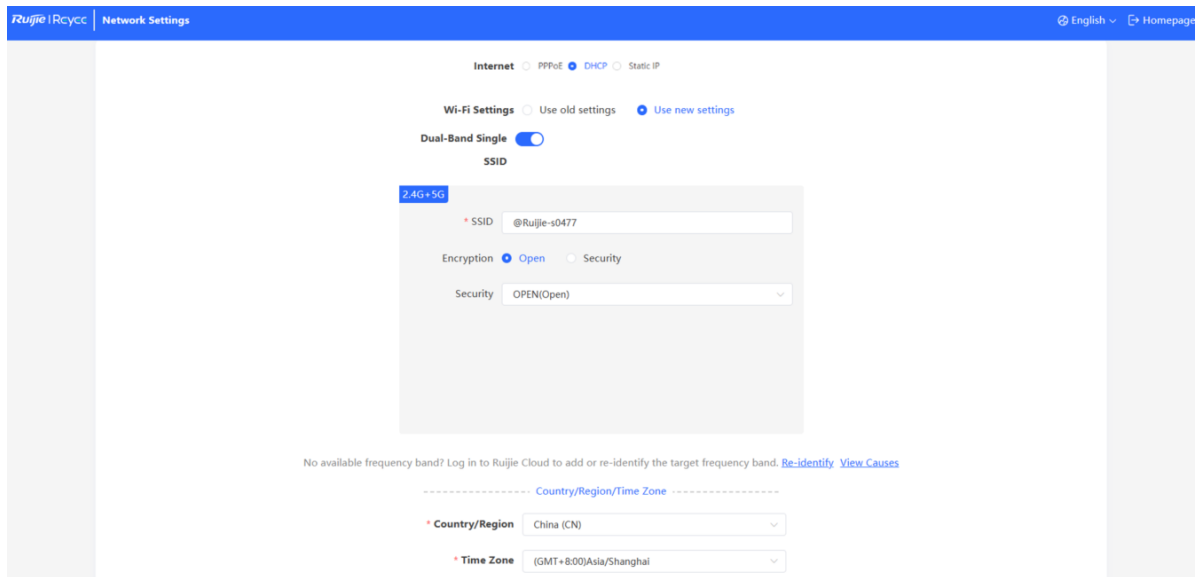 Ruijie | Reyee | Network Settings English Homepage
Internet PPPoE DHCP Static IP
Wi-Fi Settings Use old settings Use new settings
Dual-Band Single
SSID
2.4G+5G
* SSID @Ruijie-s0477
Encryption Open Security
Security OPEN(Open)
No available frequency band? Log in to Ruijie Cloud to add or re-identify the target frequency band. Re-identify View Causes
Country/Region/Time Zone
* Country/Region China (CN)
* Time Zone (GMT+8:00)Asia/Shanghai